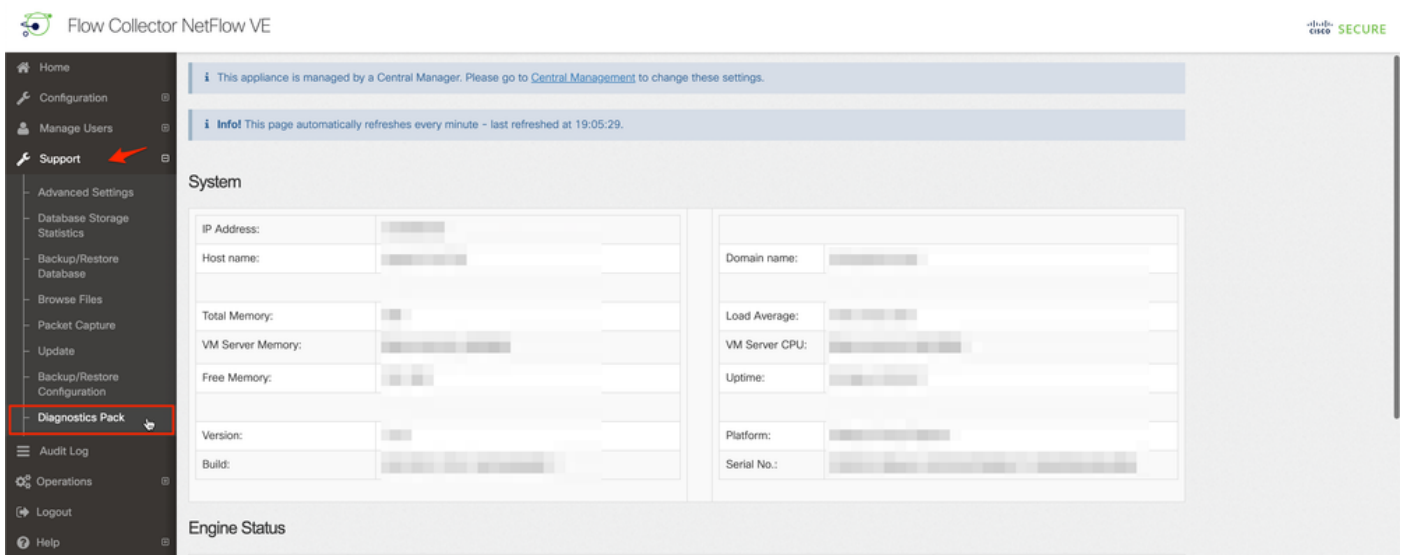 Flow Collector NetFlow VE
cisco SECURE
Home
Configuration
Manage Users
Support
Advanced Settings
Database Storage
Statistics
Backup/Restore
Database
Browse Files
Packet Capture
Update
Backup/Restore
Configuration
Diagnostics Pack
Audit Log
Operations
Logout
Help
i This appliance is managed by a Central Manager. Please go to Central Management to change these settings.
i Info! This page automatically refreshes every minute - last refreshed at 19:05:29.
System
IP Address:
Host name:
Total Memory:
VM Server Memory:
Free Memory:
Version:
Build:
Domain name:
Load Average:
VM Server CPU:
Uptime:
Platform:
Serial No.:
Engine Status